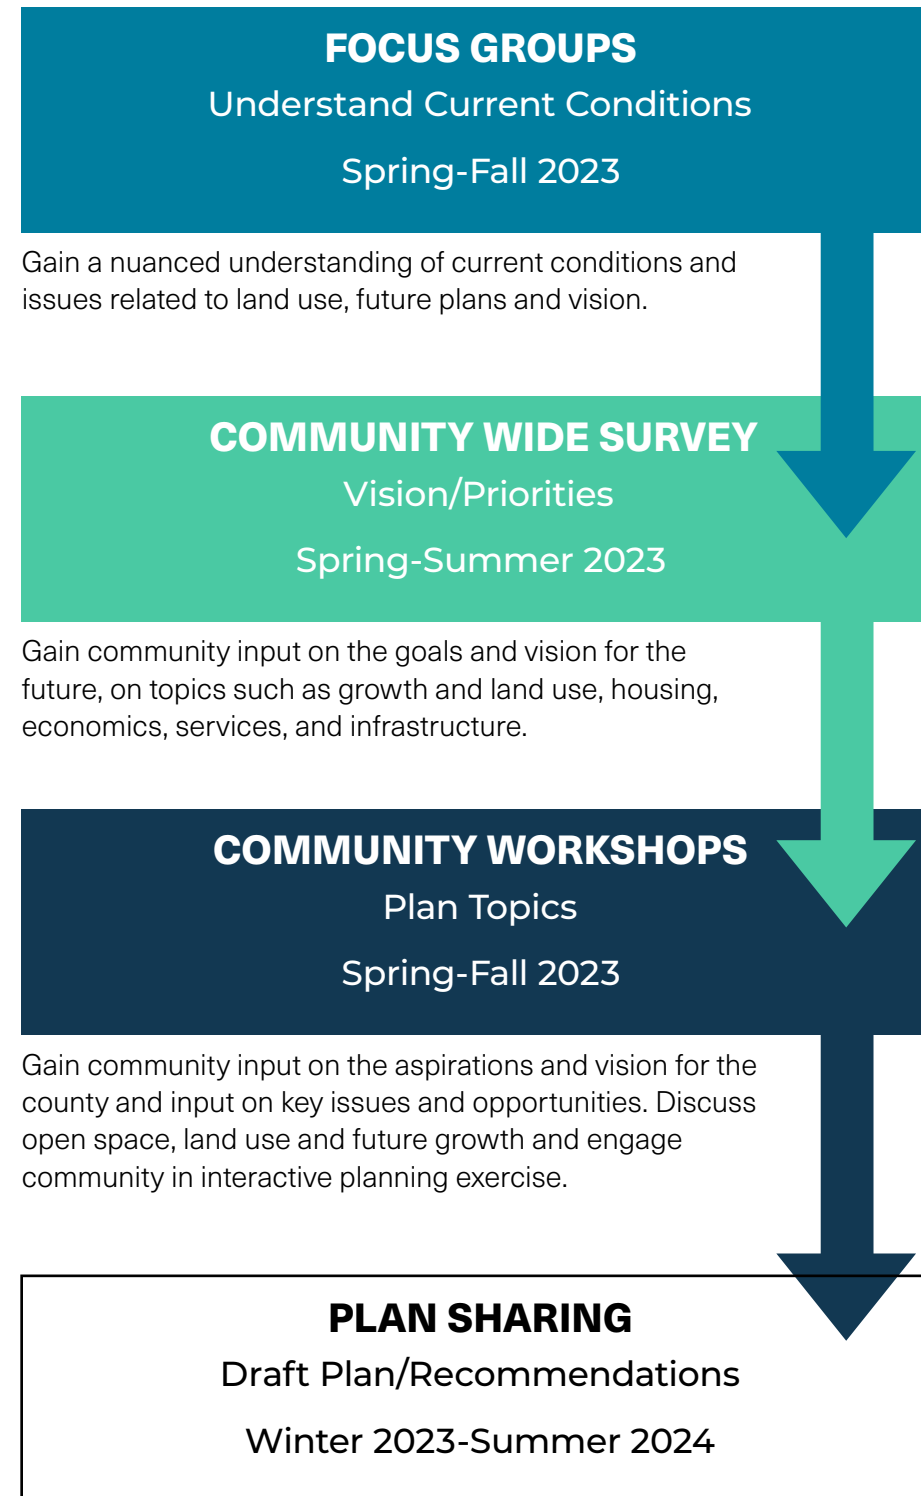 FOCUS GROUPS
Understand Current Conditions
Spring-Fall 2023
Gain a nuanced understanding of current conditions and
issues related to land use, future plans and vision.
COMMUNITY WIDE SURVEY
Vision/Priorities
Spring-Summer 2023
Gain community input on the goals and vision for the
future, on topics such as growth and land use, housing,
economics, services, and infrastructure.
COMMUNITY WORKSHOPS
Plan Topics
Spring-Fall 2023
Gain community input on the aspirations and vision for the
county and input on key issues and opportunities. Discuss
open space, land use and future growth and engage
community in interactive planning exercise.
PLAN SHARING
Draft Plan/Recommendations
Winter 2023-Summer 2024